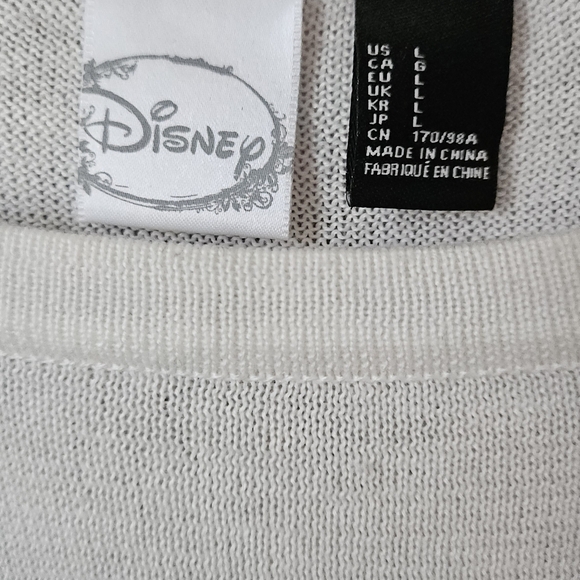 Disney
US L
CA G
EU L
UK L
KR L
JP L
CN 170/98A
MADE IN CHINA
FABRIQUÉ EN CHINE